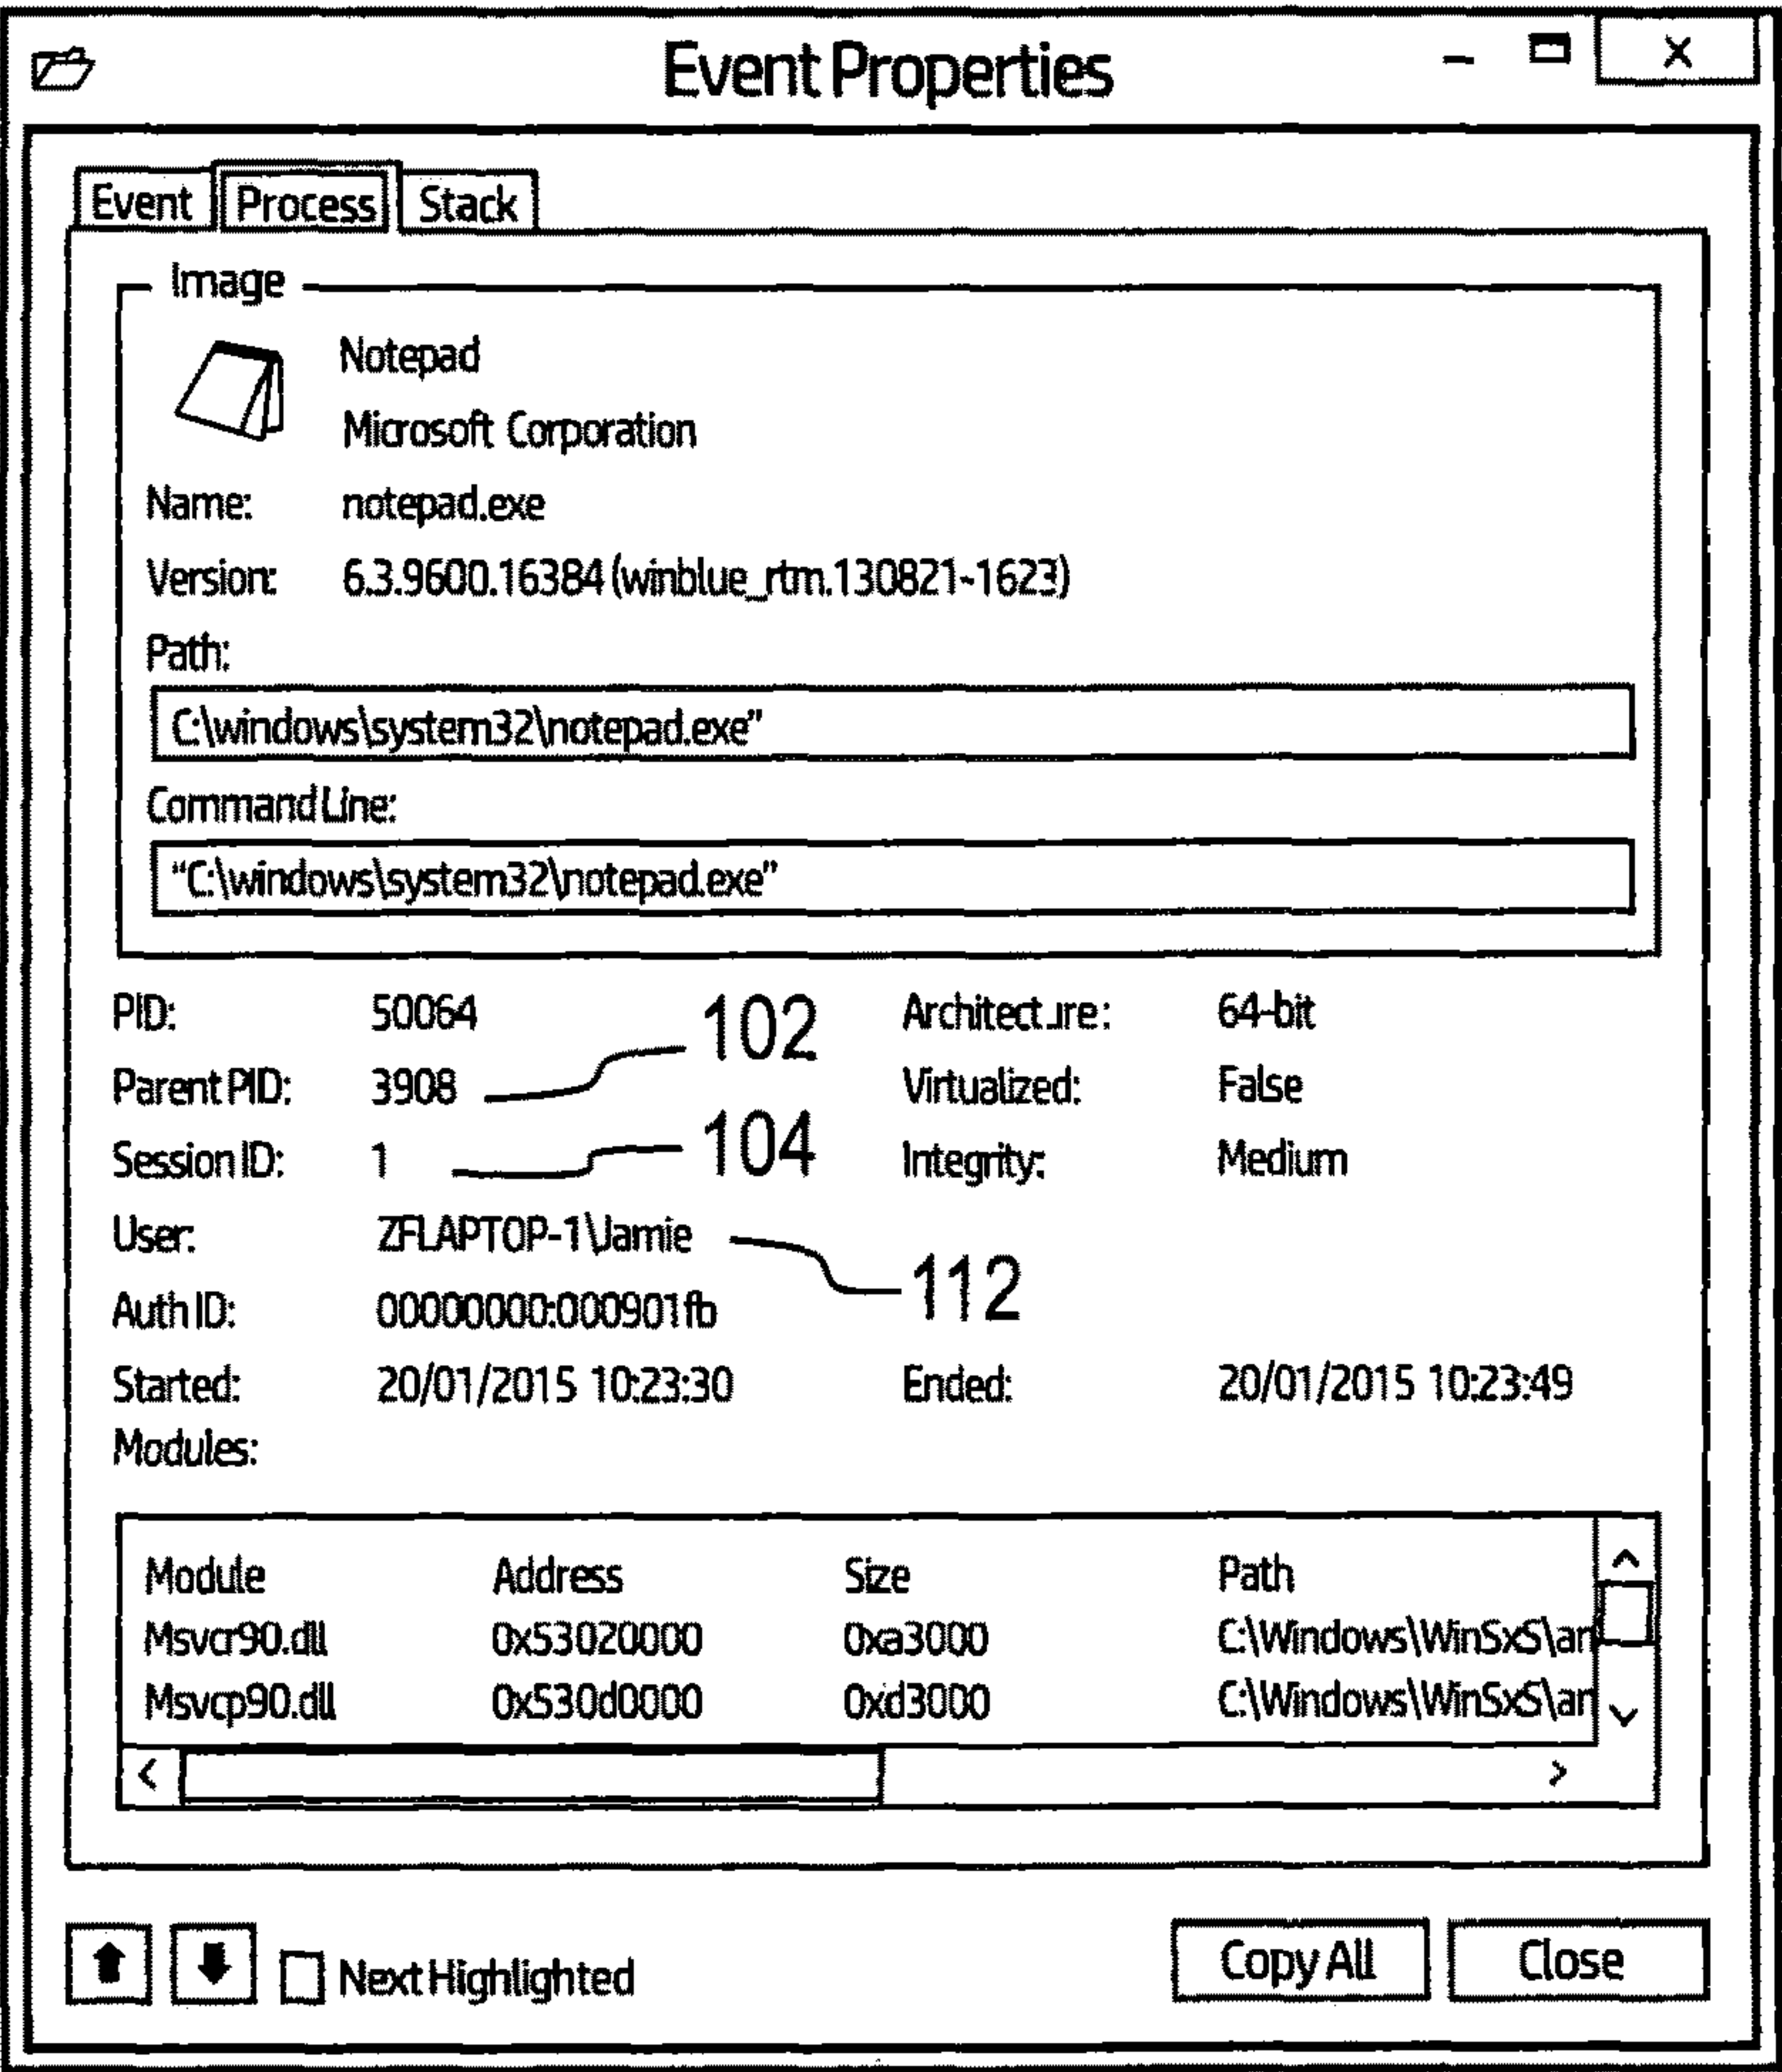 Event Properties
Event Process Stack
Image
Notepad
Microsoft Corporation
Name: notepad.exe
Version: 6.3.9600.16384 (winblue_rtm.130821-1623)
Path:
C:\windows\system32\notepad.exe”
Command Line:
“C:\windows\system32\notepad.exe”
PID: 50064 102 Architecture: 64-bit
Parent PID: 3908 Virtualized: False
Session ID: 1 104 Integrity: Medium
User: ZFLAPTOP-1\Jamie 112
Auth ID: 00000000:000901fb
Started: 20/01/2015 10:23:30 Ended: 20/01/2015 10:23:49
Modules:
Module Address Size Path
Msvcr90.dll 0x53020000 0xa3000 C:\Windows\WinSxS\an
Msvcp90.dll 0x530d0000 0xd3000 C:\Windows\WinSxS\an
Next Highlighted Copy All Close